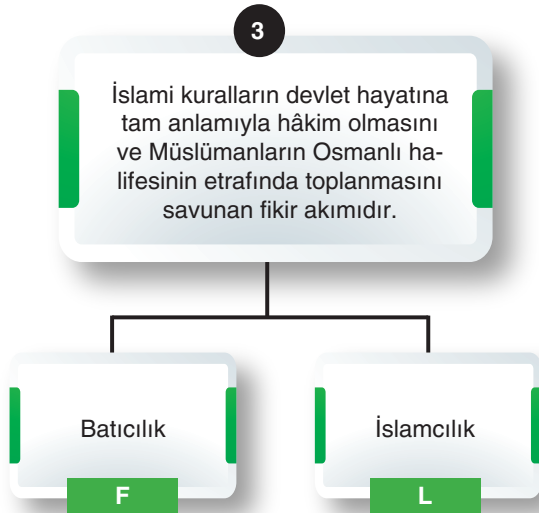 3
İslami kuralların devlet hayatına
tam anlamıyla hâkim olmasını
ve Müslümanların Osmanlı ha-
lifesinin etrafında toplanmasını
savunan fikir akımıdır.
Batıcılık
İslamcılık
F
L